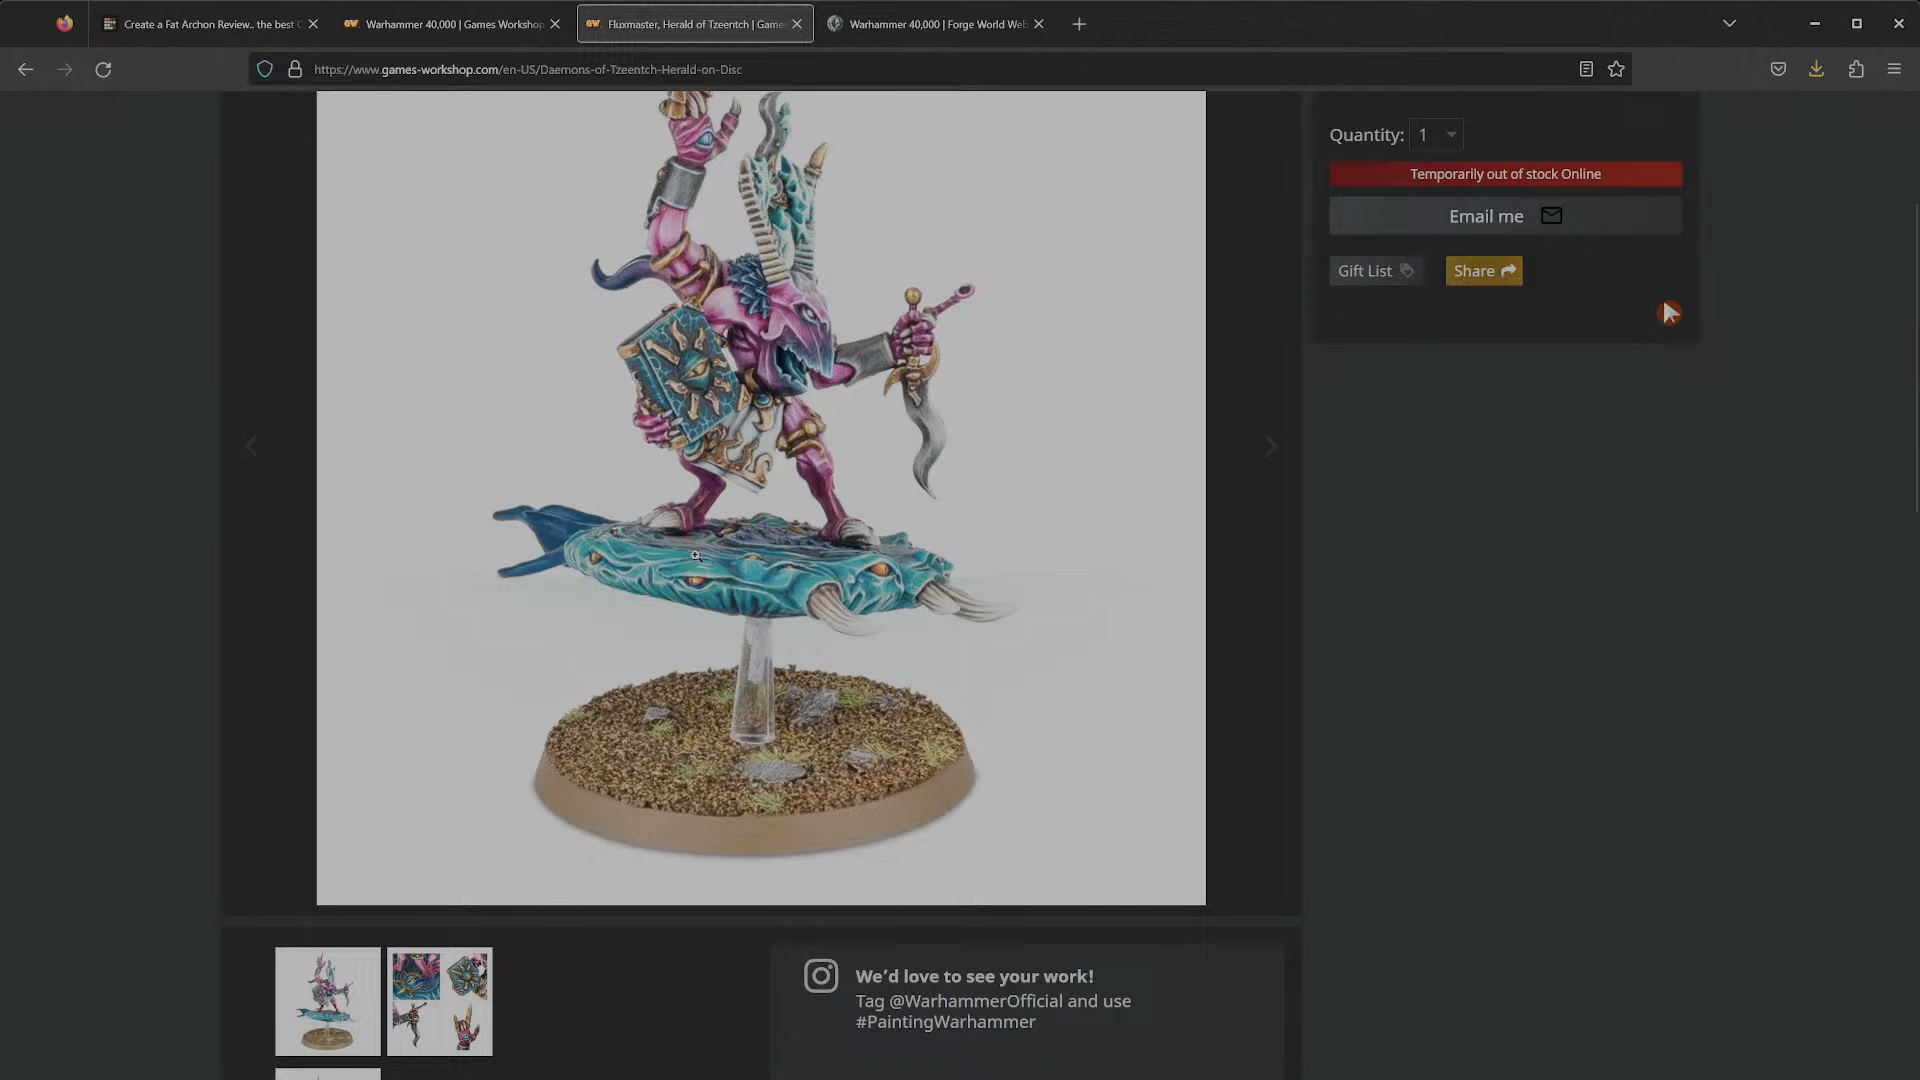 Create a Fat Archon Review.. the best C
Warhammer 40,000 | Games Workshop
Fluxmaster, Herald of Tzeentch | Game
Warhammer 40,000 | Forge World Web
https://www.games-workshop.com/en-US/Daemons-of-Tzeentch-Herald-on-Disc
Quantity: 1
Temporarily out of stock Online
Email me
Gift List
Share
We’d love to see your work!
Tag @WarhammerOfficial and use
#PaintingWarhammer